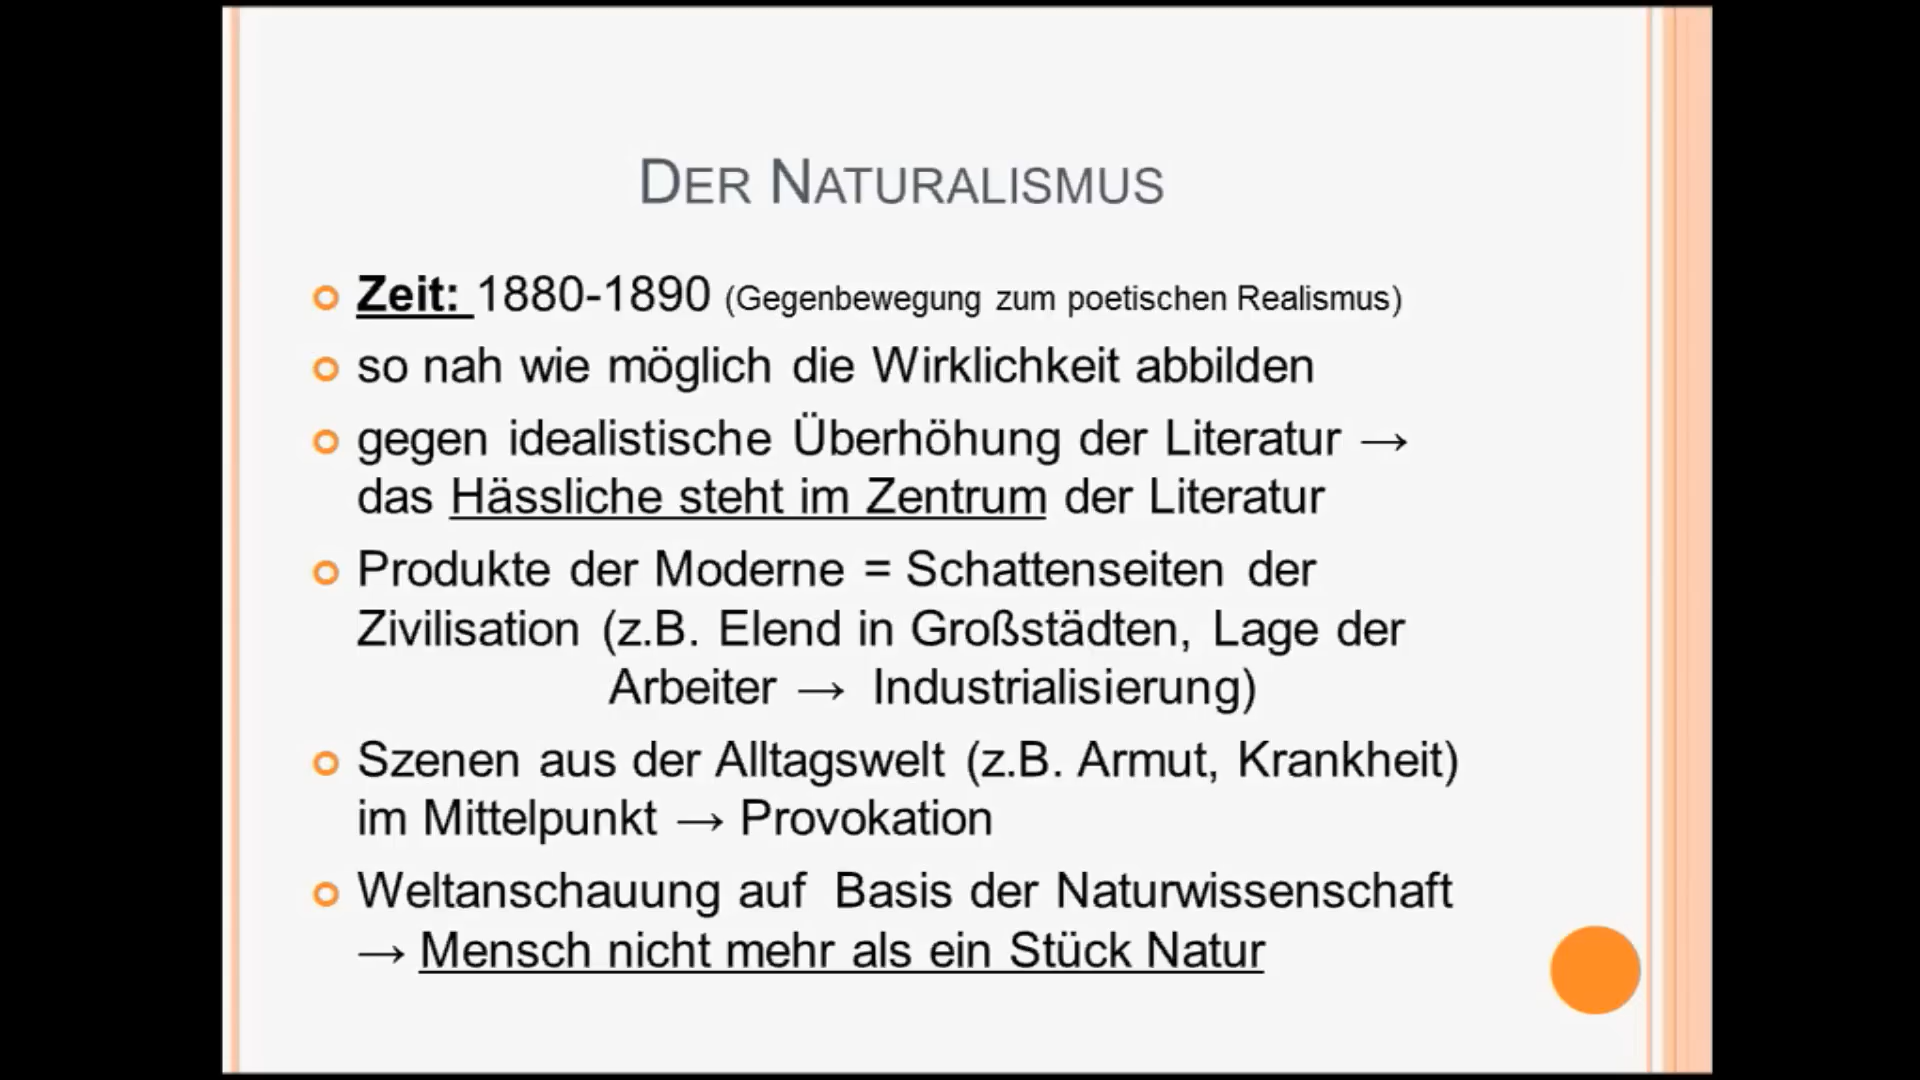 DER NATURALISMUS
Zeit: 1880-1890 (Gegenbewegung zum poetischen Realismus)
so nah wie möglich die Wirklichkeit abbilden
gegen idealistische Überhöhung der Literatur →
das Hässliche steht im Zentrum der Literatur
Produkte der Moderne = Schattenseiten der
Zivilisation (z.B. Elend in Großstädten, Lage der
Arbeiter → Industrialisierung)
Szenen aus der Alltagswelt (z.B. Armut, Krankheit)
im Mittelpunkt → Provokation
Weltanschauung auf Basis der Naturwissenschaft
→ Mensch nicht mehr als ein Stück Natur